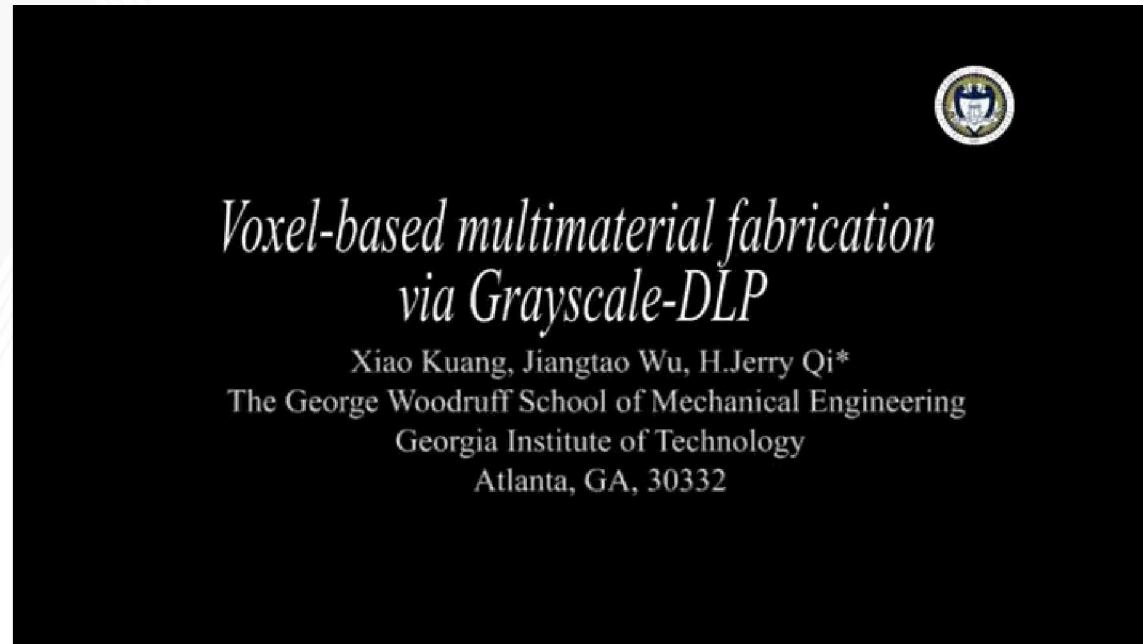 Voxel-based multimaterial fabrication
via Grayscale-DLP
Xiao Kuang, Jiangtao Wu, H.Jerry Qi*
The George Woodruff School of Mechanical Engineering
Georgia Institute of Technology
Atlanta, GA, 30332